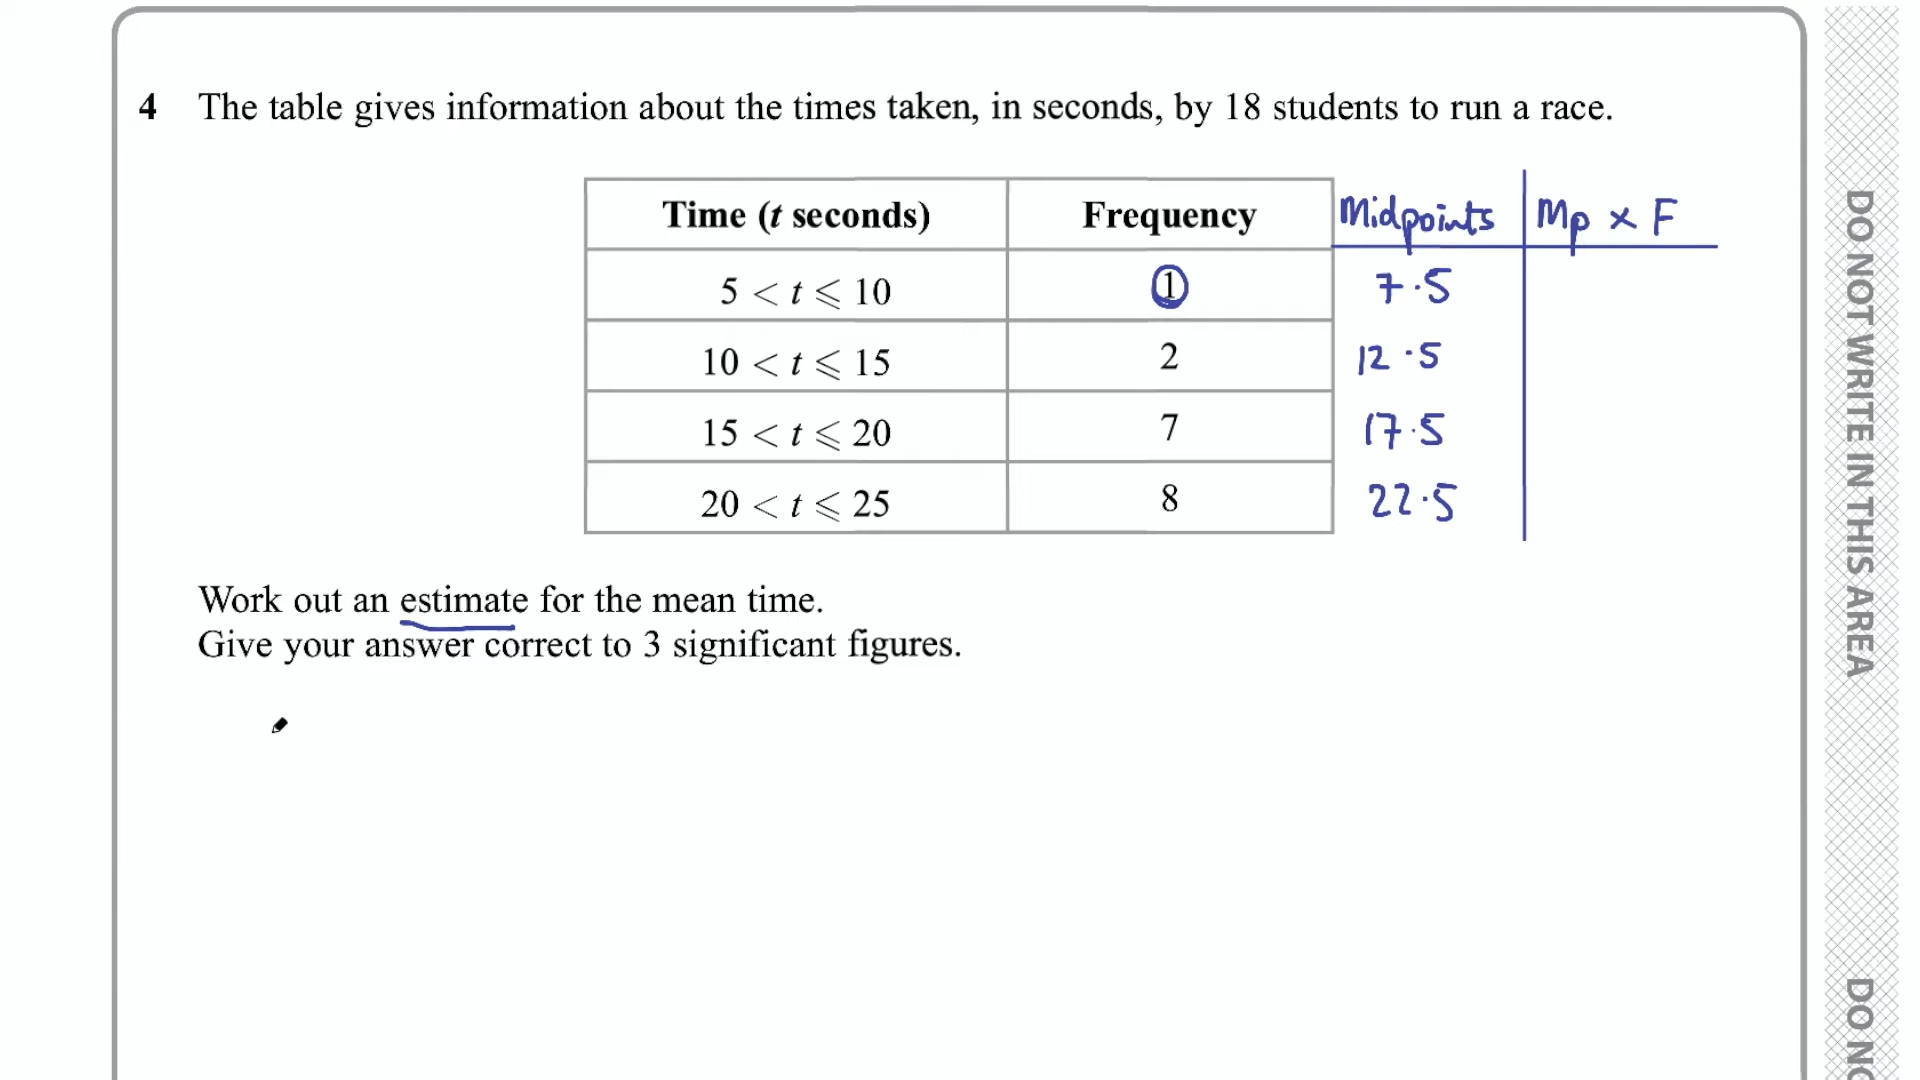 4 The table gives information about the times taken, in seconds, by 18 students to run a race.
Time (t seconds) Frequency Midpoints Mp × F
5 < t ⩽ 10 1 7.5
10 < t ⩽ 15 2 12.5
15 < t ⩽ 20 7 17.5
20 < t ⩽ 25 8 22.5
Work out an estimate for the mean time.
Give your answer correct to 3 significant figures.
DO NOT WRITE IN THIS AREA
DO NO